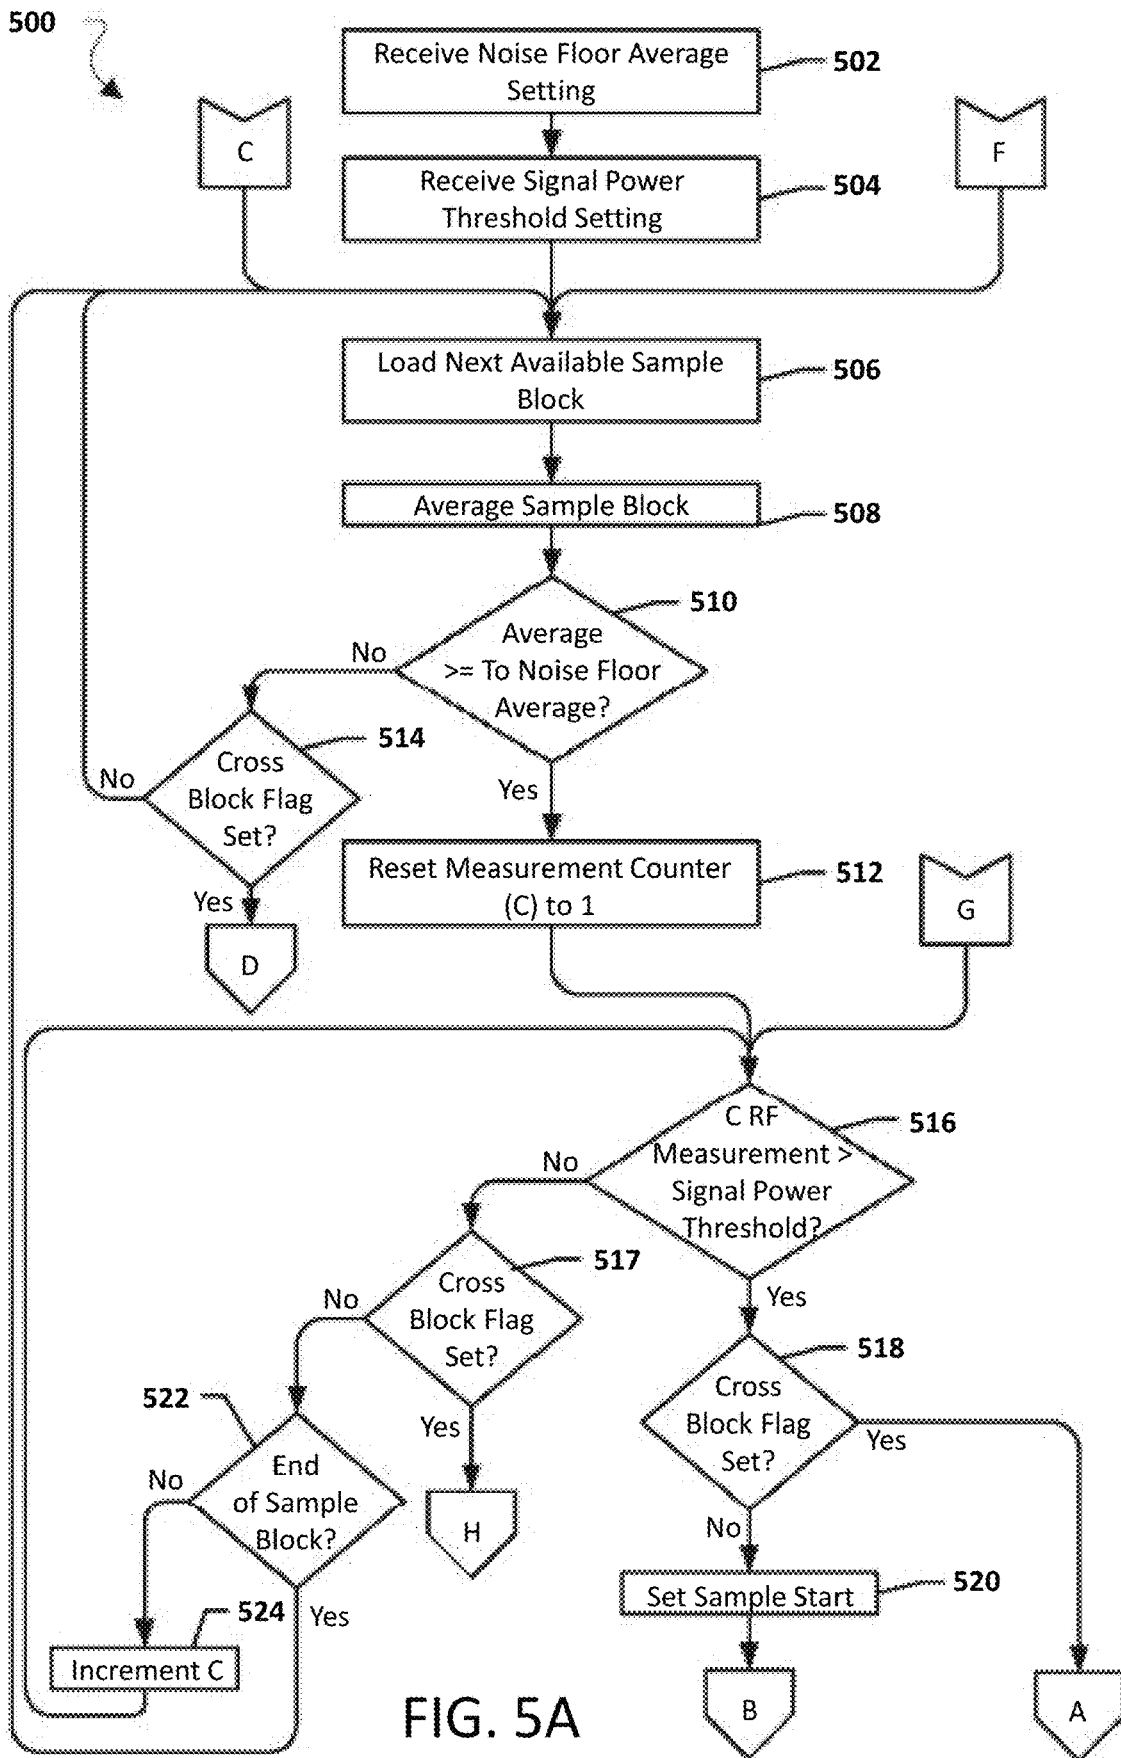 500
Receive Noise Floor Average
Setting
502
C
F
Receive Signal Power
Threshold Setting
504
Load Next Available Sample
Block
506
Average Sample Block
508
510
Average
>= To Noise Floor
Average?
No
514
Cross
Block Flag
Set?
No
Yes
Yes
D
Reset Measurement Counter
(C) to 1
512
G
C RF
Measurement >
Signal Power
Threshold?
516
No
Yes
517
Cross
Block Flag
Set?
No
Yes
518
Cross
Block Flag
Set?
Yes
No
522
End
of Sample
Block?
No
Yes
H
Set Sample Start
520
524
Increment C
B
A
FIG. 5A